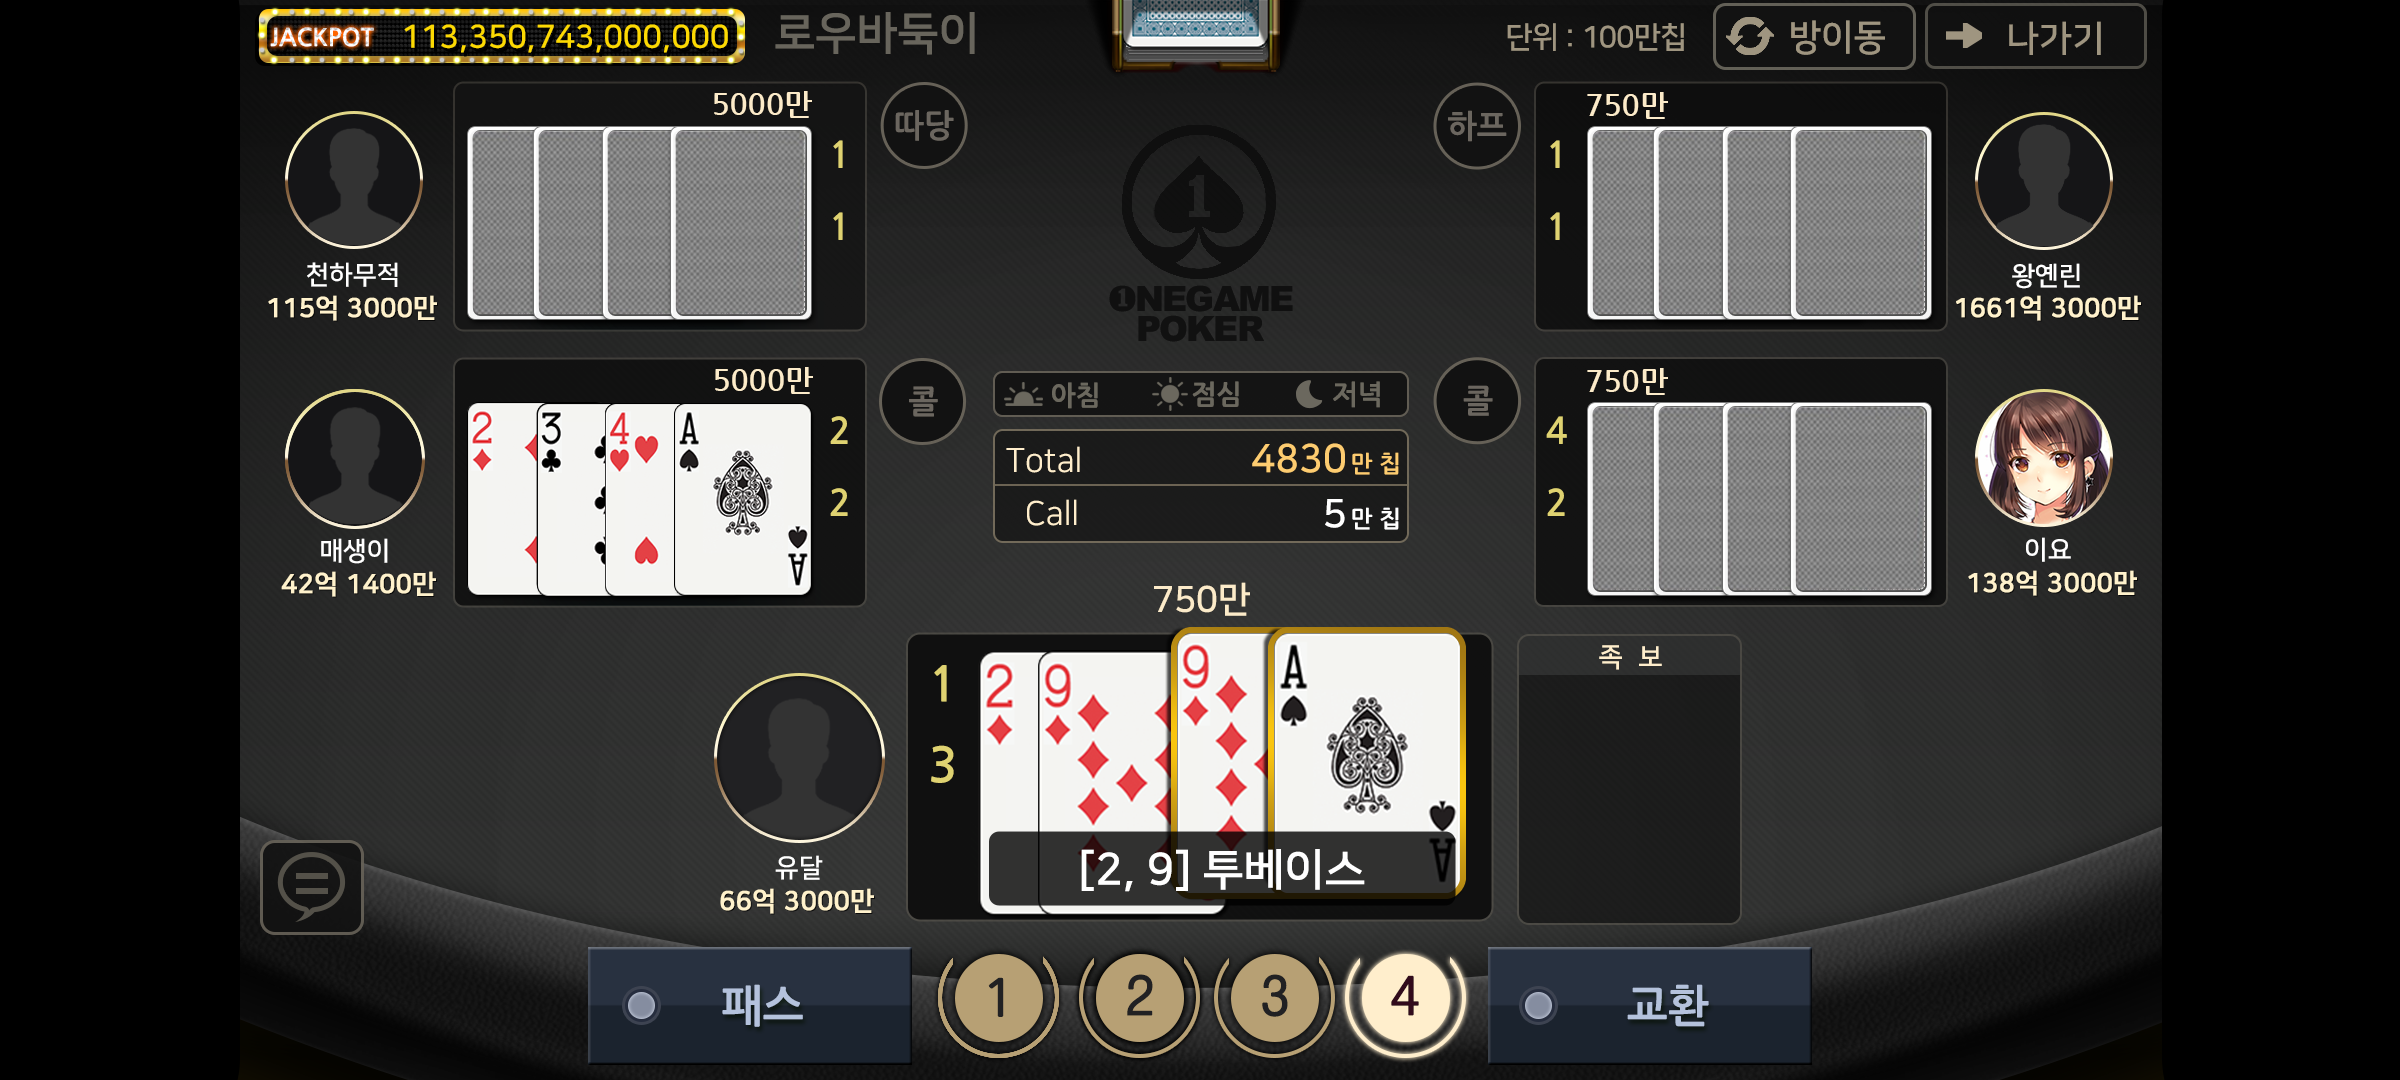 JACKPOT 113,350,743,000,000
로우바둑이
단위 : 100만칩
방이동
나가기
5000만
따당
1
1
천하무적
115억 3000만
하프
750만
1
1
왕옌린
1661억 3000만
1
ONEGAME
POKER
5000만
콜
2
3
4
A
A
2
2
매생이
42억 1400만
아침 점심 저녁
Total 4830만 칩
Call 5만 칩
콜
750만
4
2
이요
138억 3000만
750만
1
3
2
9
9
A
A
[2, 9] 투베이스
유달
66억 3000만
족 보
패스
1
2
3
4
교환